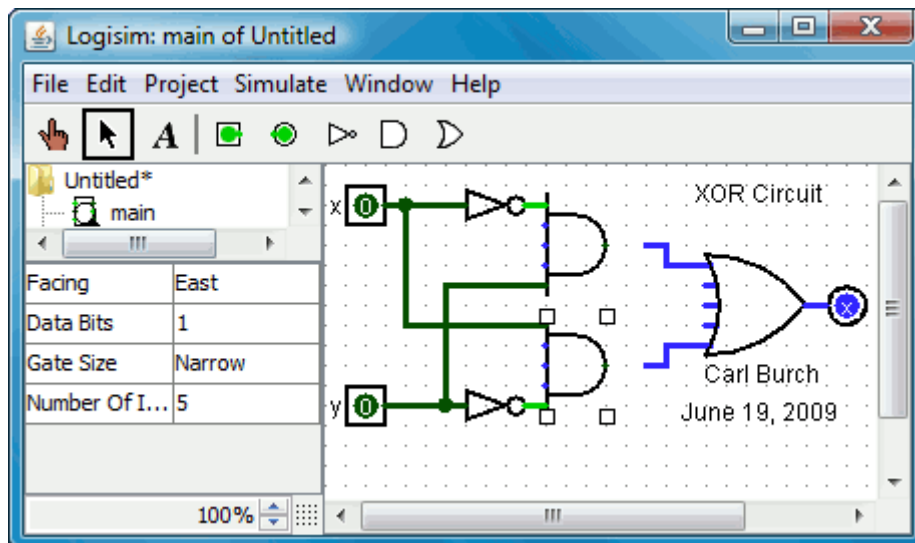 Logisim: main of Untitled
File Edit Project Simulate Window Help
A
Untitled*
main
Facing East
Data Bits 1
Gate Size Narrow
Number Of I... 5
100%
XOR Circuit
x 0
x
y 0
Carl Burch
June 19, 2009